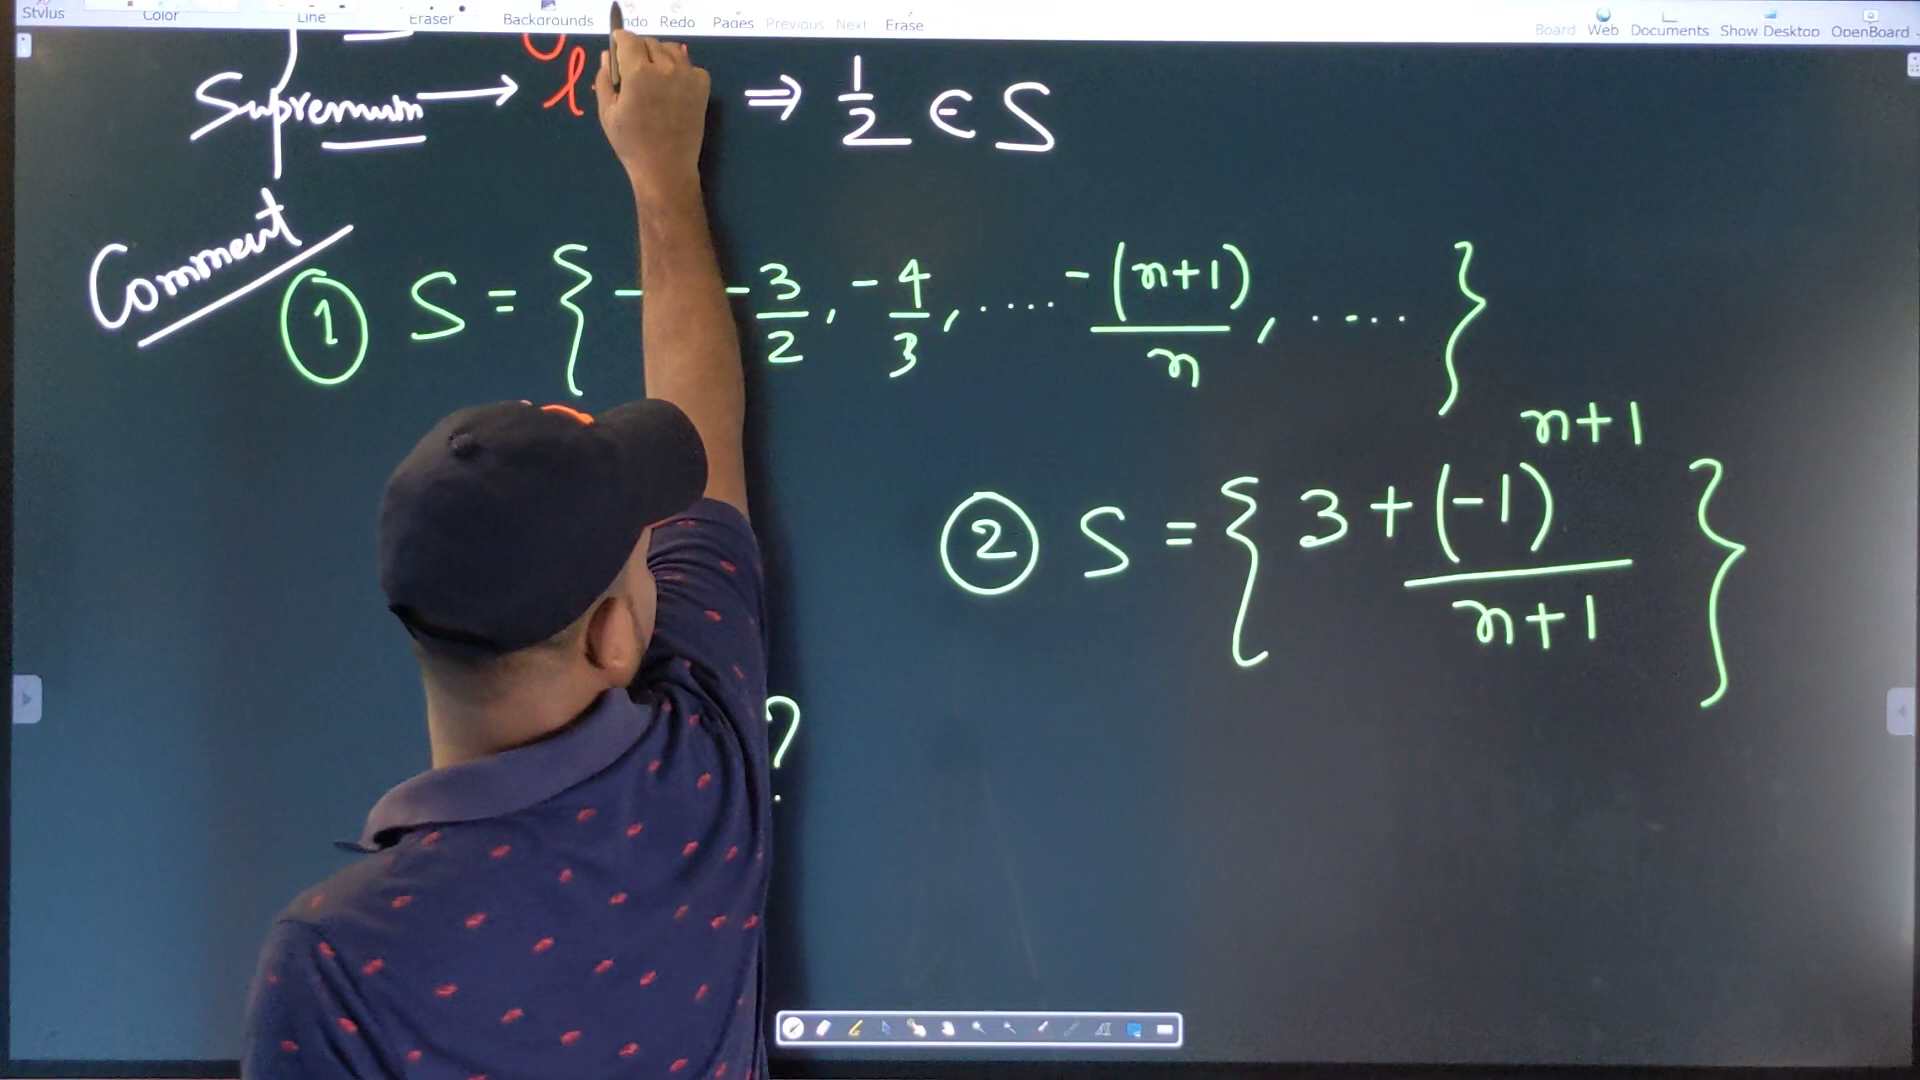 Stylus Color Line Eraser Backgrounds Redo Pages Previous Next Erase Board Web Documents Show Desktop OpenBoard
Supremum → l ⇒ 1/2 ∈ S
Comment
① S = { - -3/2, -4/3, ..... -(n+1)/n, ..... }
② S = { 3 + (-1)^(n+1)/(n+1) }
?